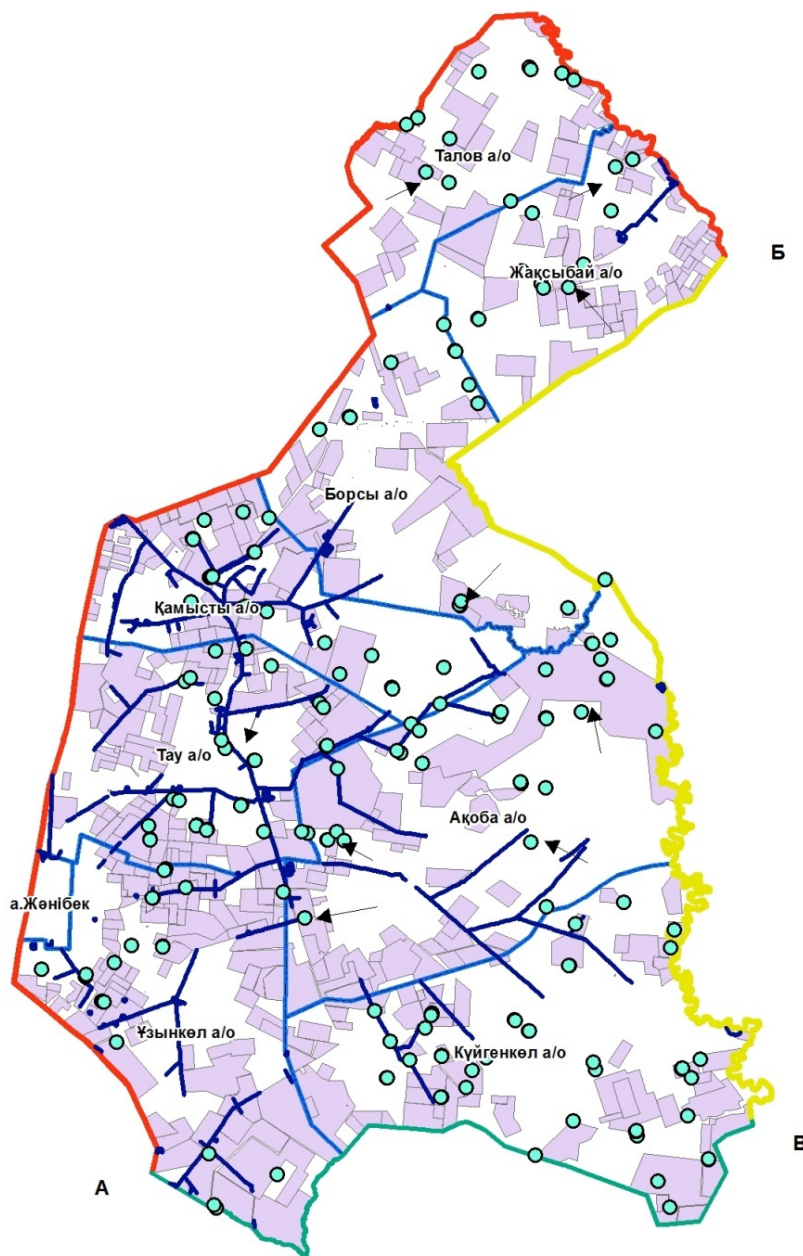 Талов а/о
Б
Жақсыбай а/о
Борсы а/о
Қамысты а/о
Тау а/о
Ақоба а/о
а.Жәнібек
Ұзынкөл а/о
Күйгенкөл а/о
В
А